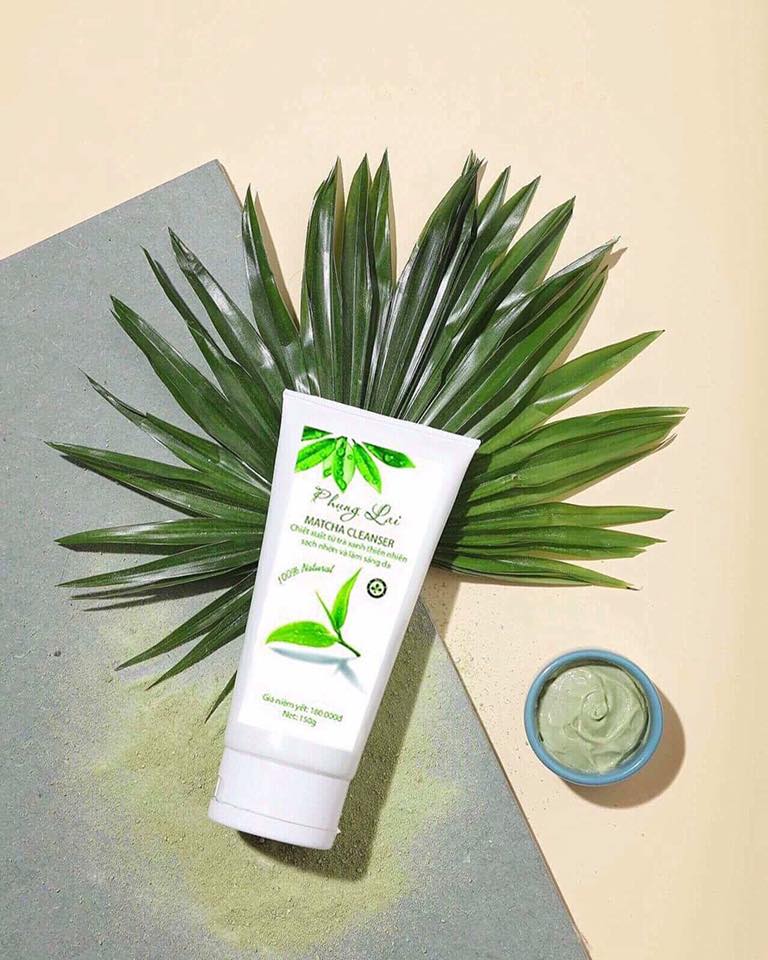 Phung Lai
MATCHA CLEANSER
Chiết xuất từ trà xanh thiên nhiên
sạch nhờn và làm sáng da
100% Natural
Giá niêm yết: 180.000đ
Net: 150g